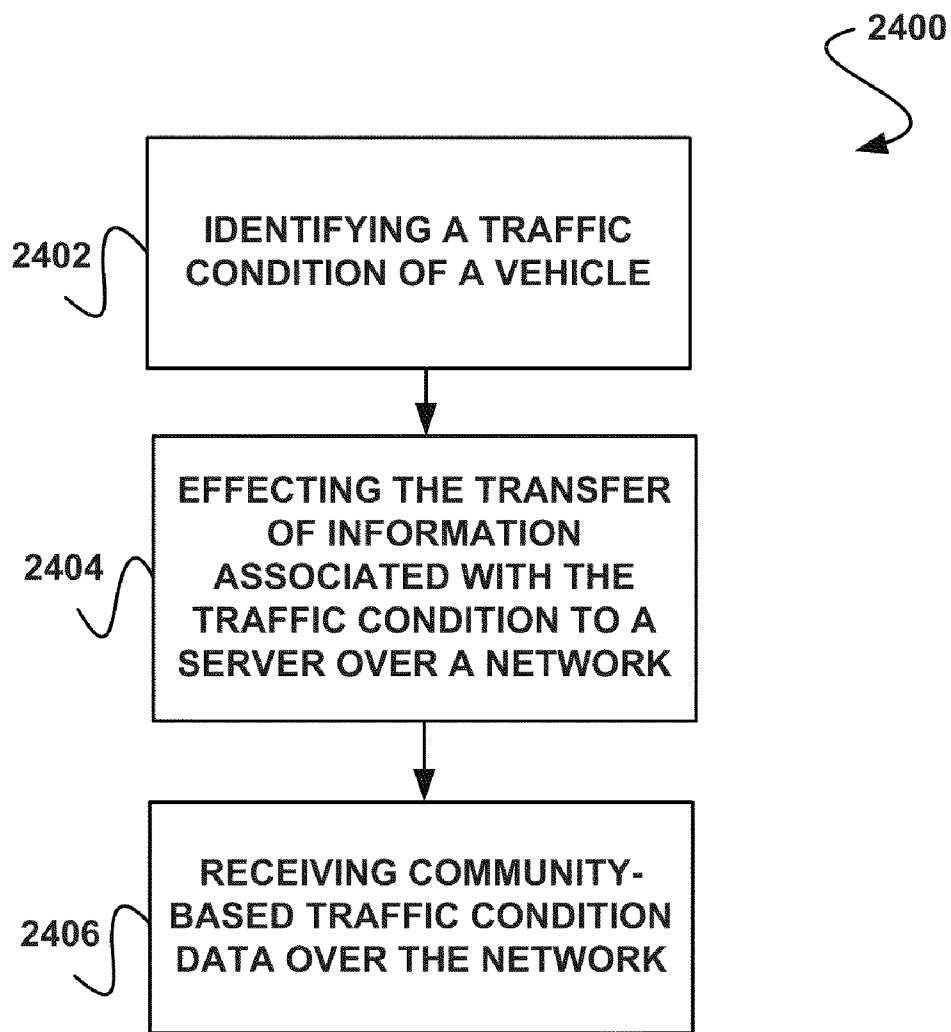 2400
2402
IDENTIFYING A TRAFFIC
CONDITION OF A VEHICLE
2404
EFFECTING THE TRANSFER
OF INFORMATION
ASSOCIATED WITH THE
TRAFFIC CONDITION TO A
SERVER OVER A NETWORK
2406
RECEIVING COMMUNITY-
BASED TRAFFIC CONDITION
DATA OVER THE NETWORK